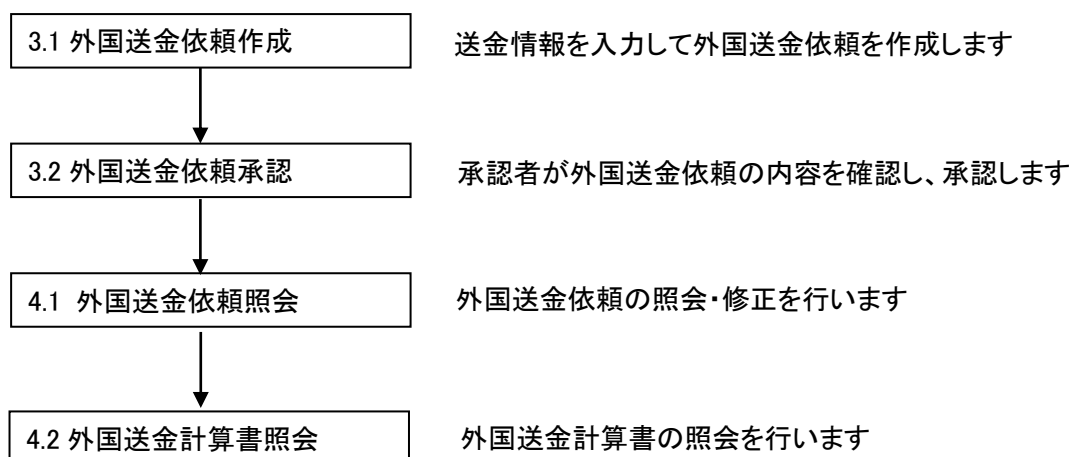 3.1 外国送金依頼作成
送金情報を入力して外国送金依頼を作成します
3.2 外国送金依頼承認
承認者が外国送金依頼の内容を確認し、承認します
4.1 外国送金依頼照会
外国送金依頼の照会・修正を行います
4.2 外国送金計算書照会
外国送金計算書の照会を行います